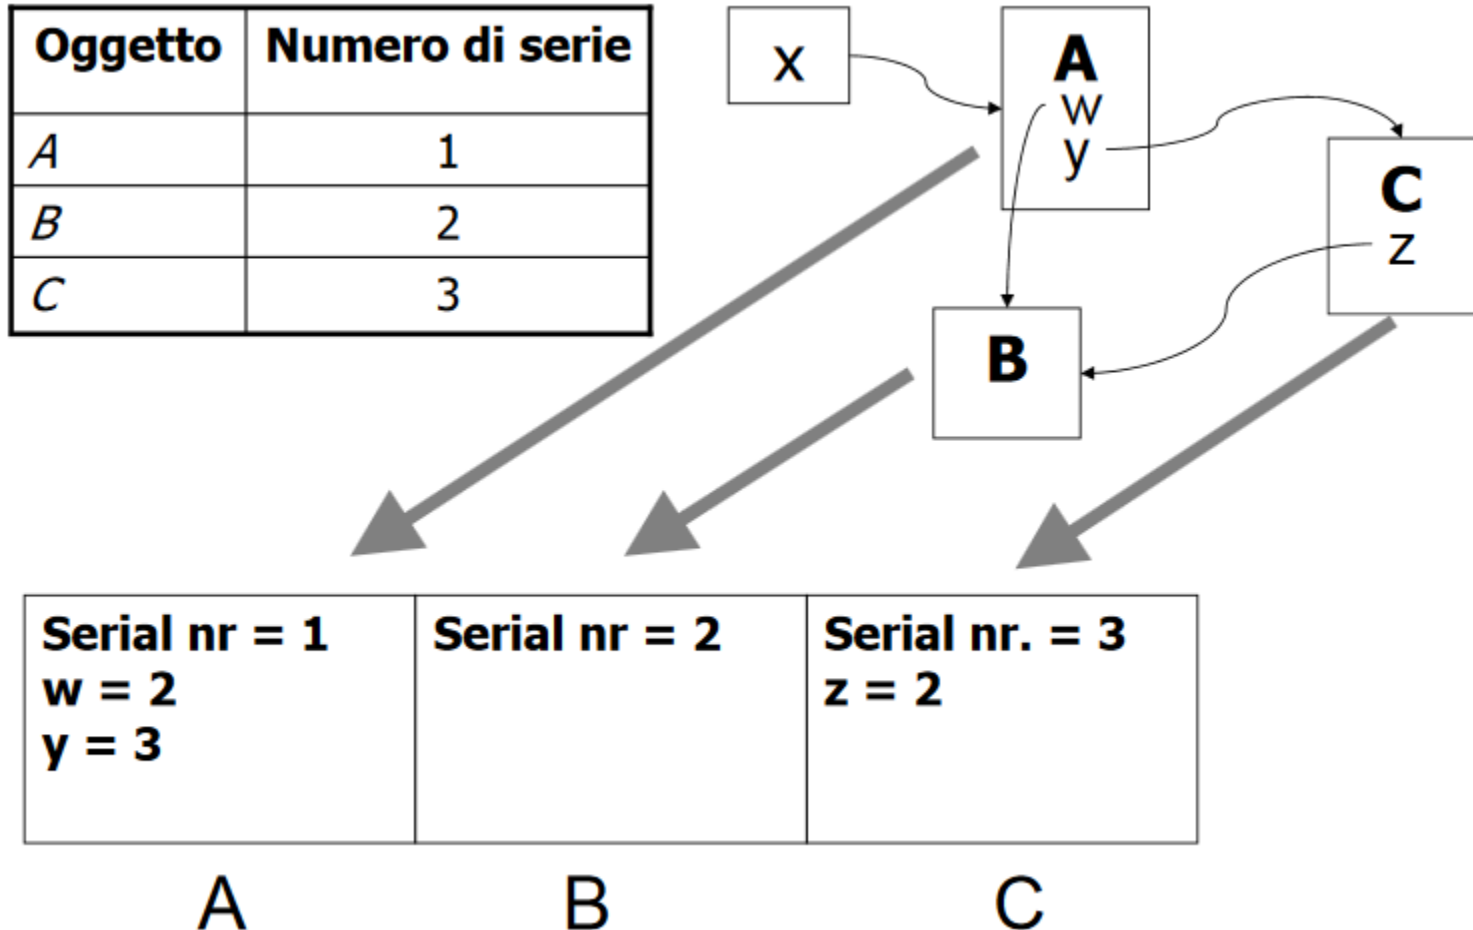 Oggetto Numero di serie
A 1
B 2
C 3
x
A
w
y
C
z
B
Serial nr = 1
w = 2
y = 3
Serial nr = 2
Serial nr. = 3
z = 2
A B C